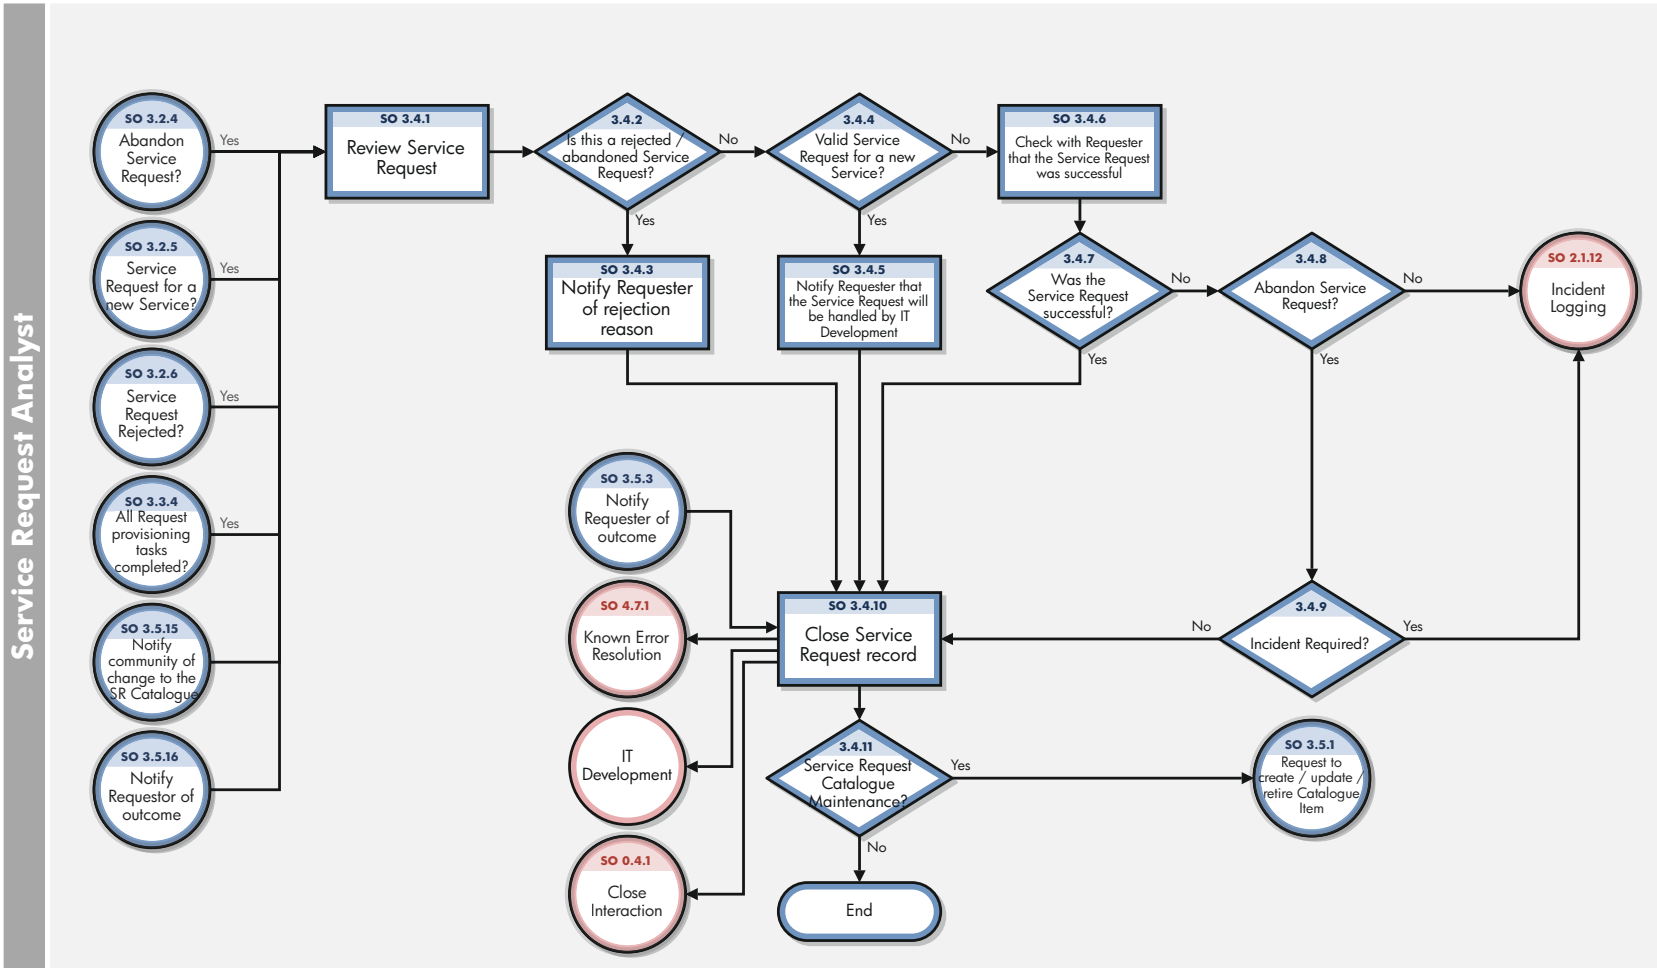 Service Request Analyst
SO 3.2.4
Abandon
Service
Request?
Yes
SO 3.2.5
Service
Request for a
new Service?
Yes
SO 3.2.6
Service
Request
Rejected?
Yes
SO 3.3.4
All Request
provisioning
tasks
completed?
Yes
SO 3.5.15
Notify
community of
change to the
SR Catalogue
SO 3.5.16
Notify
Requestor of
outcome
SO 3.4.1
Review Service
Request
3.4.2
Is this a rejected /
abandoned Service
Request?
No
Yes
SO 3.4.3
Notify Requester
of rejection
reason
3.4.4
Valid Service
Request for a new
Service?
No
Yes
SO 3.4.5
Notify Requester that
the Service Request will
be handled by IT
Development
SO 3.4.6
Check with Requester
that the Service Request
was successful
3.4.7
Was the
Service Request
successful?
No
Yes
3.4.8
Abandon Service
Request?
No
Yes
SO 2.1.12
Incident
Logging
SO 3.5.3
Notify
Requester of
outcome
SO 4.7.1
Known Error
Resolution
IT
Development
SO 0.4.1
Close
Interaction
SO 3.4.10
Close Service
Request record
No
3.4.9
Incident Required?
Yes
3.4.11
Service Request
Catalogue
Maintenance?
Yes
No
SO 3.5.1
Request to
create / update /
retire Catalogue
Item
End